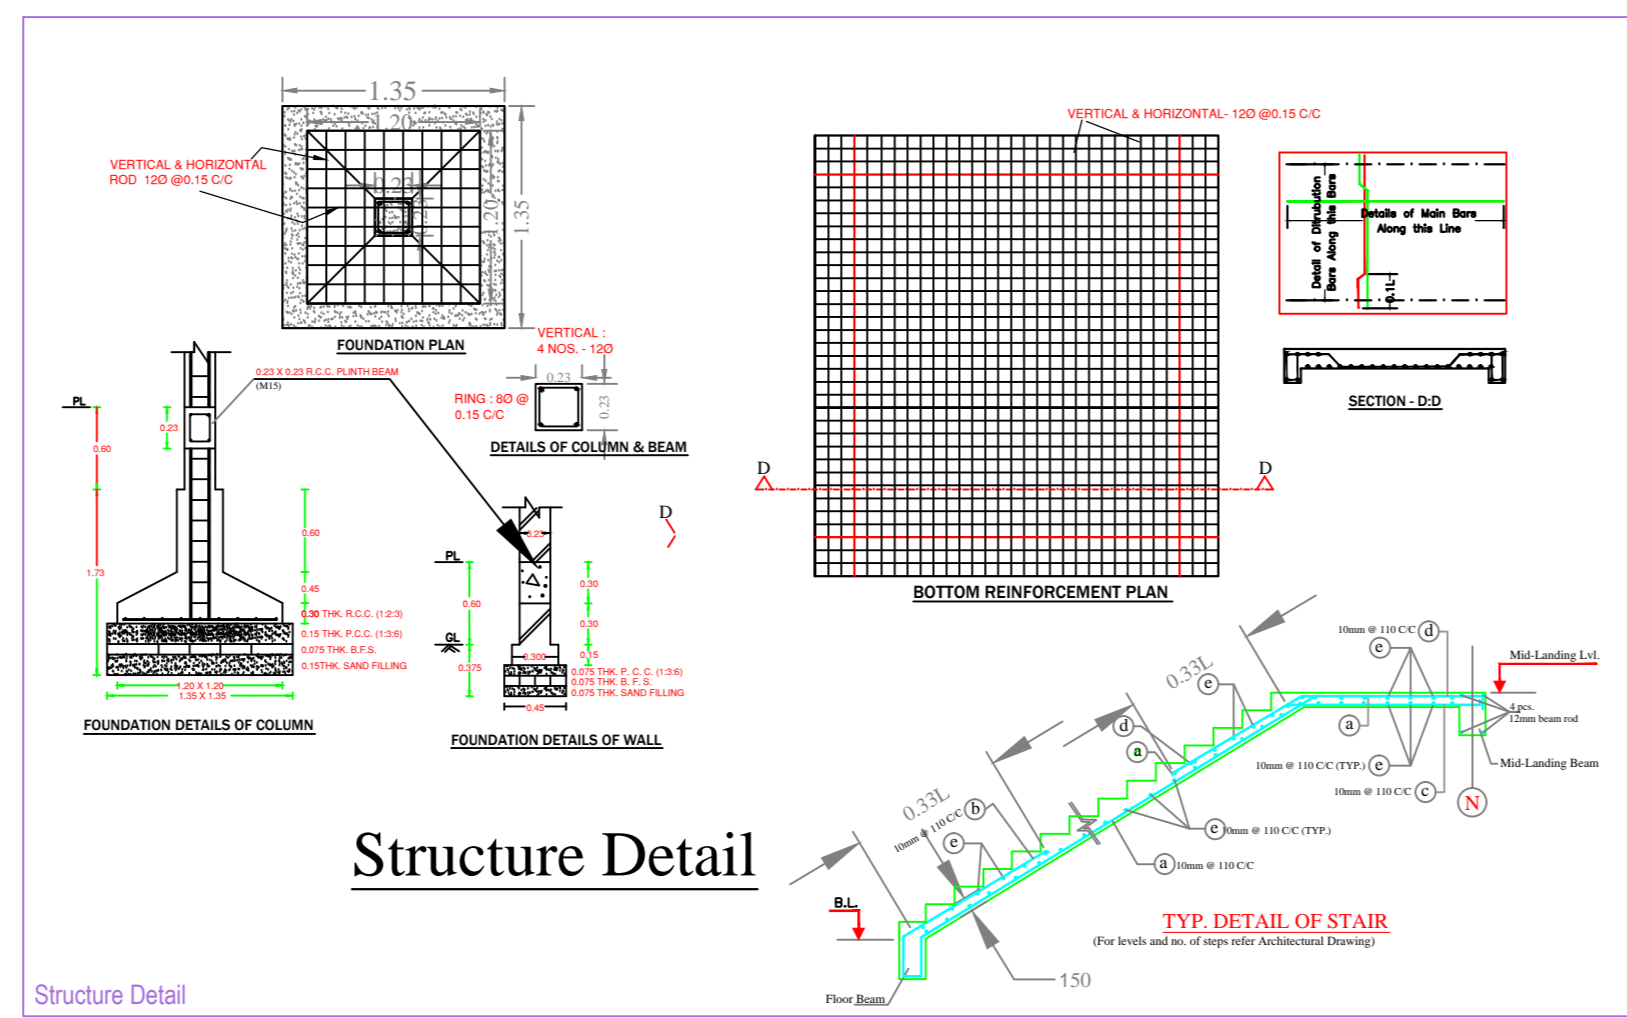 1.35
1.20
VERTICAL & HORIZONTAL
ROD 12Ø @0.15 C/C
0.23
0.23
1.20
1.35
FOUNDATION PLAN
VERTICAL :
4 NOS. - 12Ø
0.23
RING : 8Ø @
0.15 C/C
0.23
DETAILS OF COLUMN & BEAM
0.23 X 0.23 R.C.C. PLINTH BEAM
(M15)
PL
0.23
0.60
0.60
1.73
0.45
0.30 THK. R.C.C. (1:2:3)
0.15 THK. P.C.C. (1:3:6)
0.075 THK. B.F.S.
0.15THK. SAND FILLING
1.20 X 1.20
1.35 X 1.35
FOUNDATION DETAILS OF COLUMN
0.23
PL
0.30
0.60
0.30
GL
0.300
0.15
0.375
0.075 THK. P. C. C. (1:3:6)
0.075 THK. B. F. S.
0.075 THK. SAND FILLING
0.45
FOUNDATION DETAILS OF WALL
D
VERTICAL & HORIZONTAL- 12Ø @0.15 C/C
D
D
BOTTOM REINFORCEMENT PLAN
Detail of Ditrubution
Bars Along this Bars
Details of Main Bars
Along this Line
0.1L
SECTION - D:D
Structure Detail
10mm @ 110 C/C
d
e
Mid-Landing Lvl.
0.33L
e
4 pcs.
12mm beam rod
d
a
a
10mm @ 110 C/C (TYP.)
e
Mid-Landing Beam
10mm @ 110 C/C
c
N
0.33L
b
10mm @ 110 C/C
e
e
10mm @ 110 C/C (TYP.)
a
10mm @ 110 C/C
B.L.
TYP. DETAIL OF STAIR
(For levels and no. of steps refer Architectural Drawing)
150
Floor Beam
Structure Detail